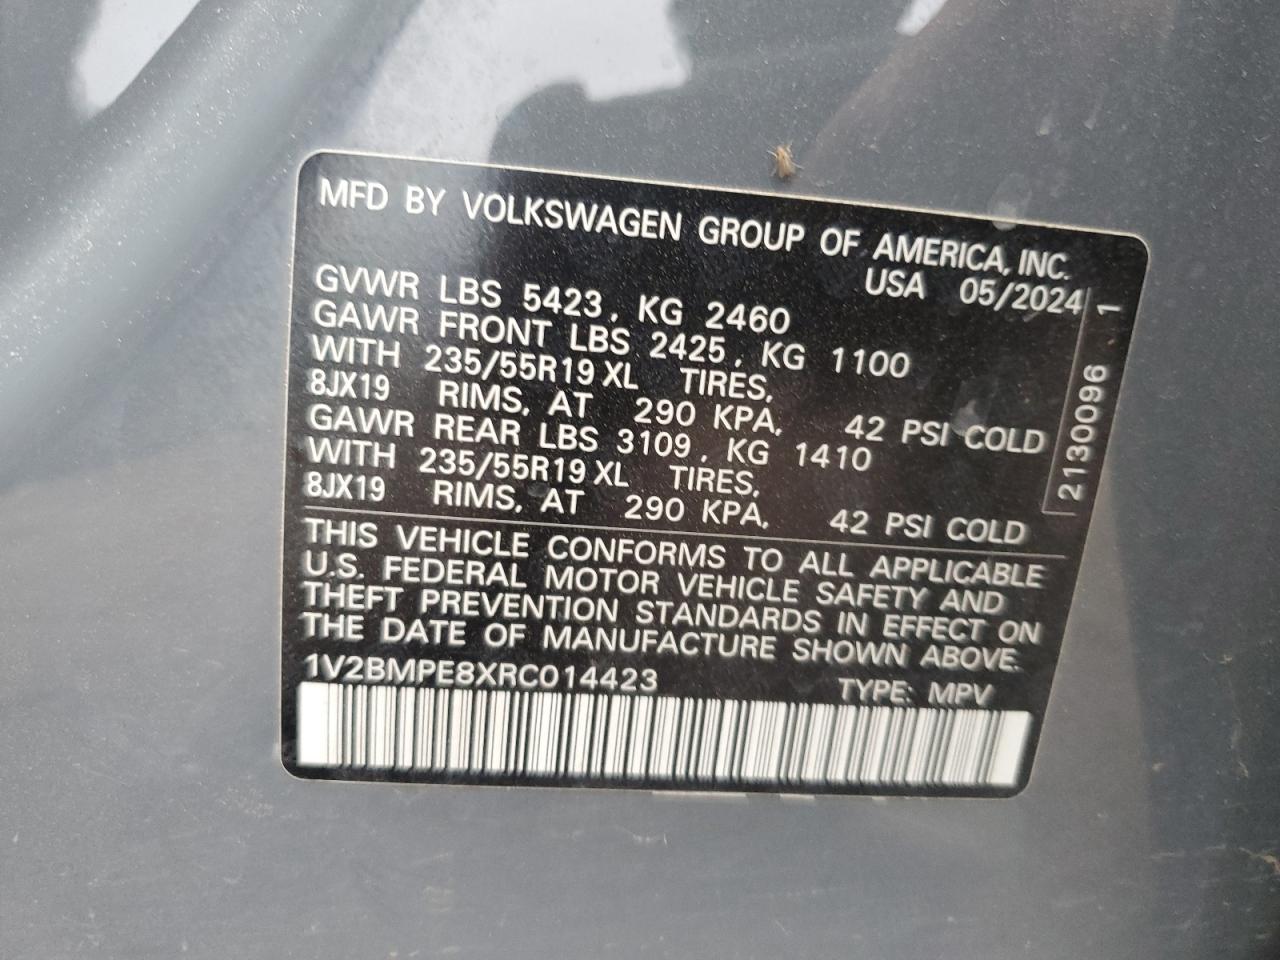 MFD BY VOLKSWAGEN GROUP OF AMERICA, INC.
USA 05/2024
GVWR LBS 5423, KG 2460
GAWR FRONT LBS 2425, KG 1100
WITH 235/55R19 XL TIRES,
8JX19 RIMS, AT 290 KPA, 42 PSI COLD
GAWR REAR LBS 3109, KG 1410
WITH 235/55R19 XL TIRES,
8JX19 RIMS, AT 290 KPA, 42 PSI COLD
2130096 1
THIS VEHICLE CONFORMS TO ALL APPLICABLE
U.S. FEDERAL MOTOR VEHICLE SAFETY AND
THEFT PREVENTION STANDARDS IN EFFECT ON
THE DATE OF MANUFACTURE SHOWN ABOVE.
1V2BMPE8XRC014423 TYPE: MPV